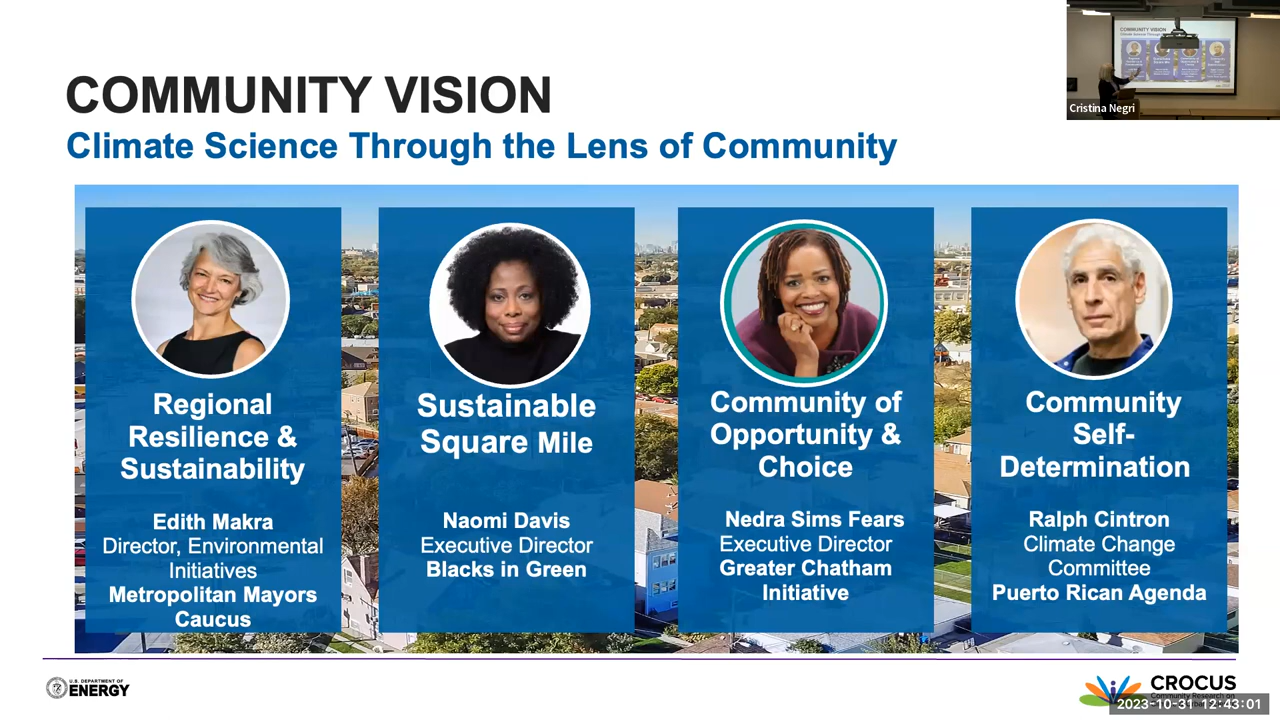 COMMUNITY VISION
Climate Science Through the Lens of Community
Cristina Negri
Regional
Resilience &
Sustainability
Edith Makra
Director, Environmental
Initiatives
Metropolitan Mayors
Caucus
Sustainable
Square Mile
Naomi Davis
Executive Director
Blacks in Green
Community of
Opportunity &
Choice
Nedra Sims Fears
Executive Director
Greater Chatham
Initiative
Community
Self-
Determination
Ralph Cintron
Climate Change
Committee
Puerto Rican Agenda
U.S. DEPARTMENT OF
ENERGY
CROCUS
Community Research on
2023-10-31 12:43:01